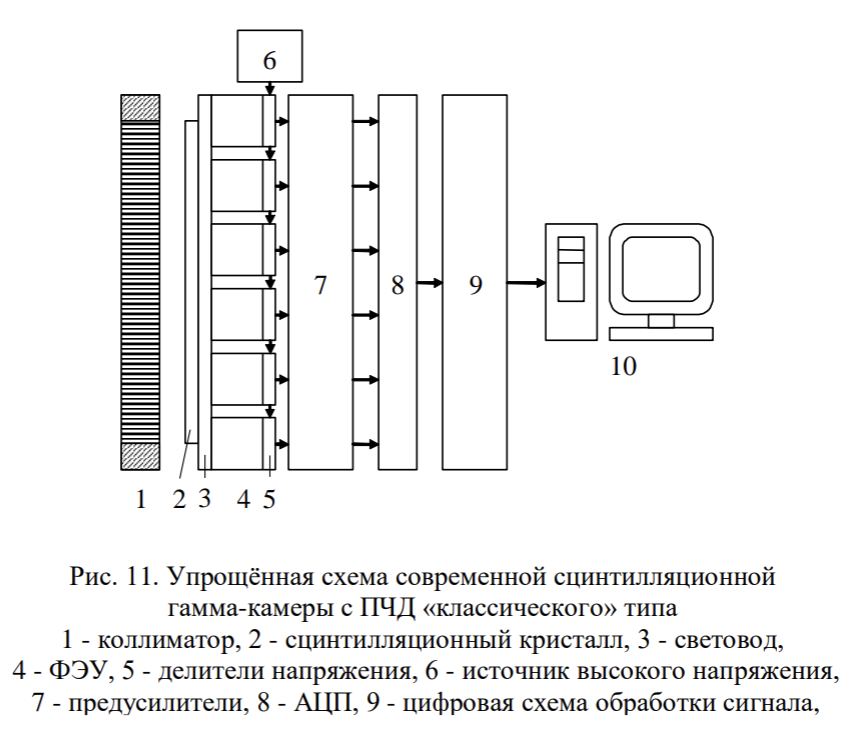 6
7
8
9
10
1
2
3
4
5
Рис. 11. Упрощённая схема современной сцинтилляционной
гамма-камеры с ПЧД «классического» типа
1 - коллиматор, 2 - сцинтилляционный кристалл, 3 - световод,
4 - ФЭУ, 5 - делители напряжения, 6 - источник высокого напряжения,
7 - предусилители, 8 - АЦП, 9 - цифровая схема обработки сигнала,